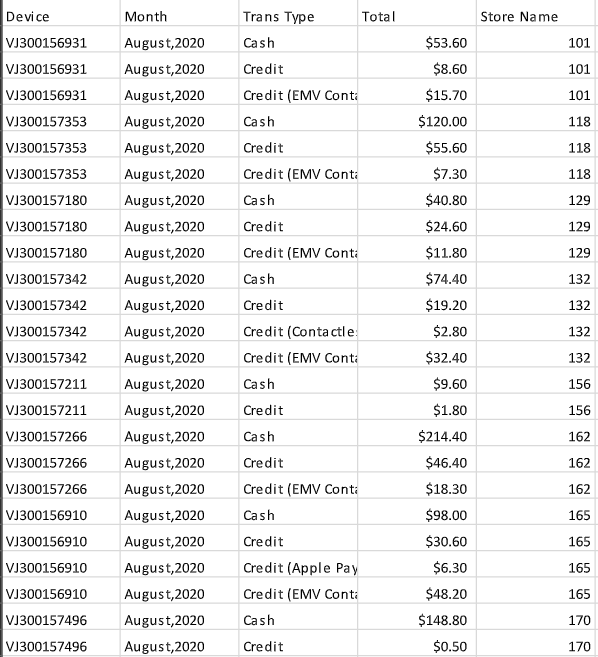 Device Month Trans Type Total Store Name
VJ300156931 August,2020 Cash $53.60 101
VJ300156931 August,2020 Credit $8.60 101
VJ300156931 August,2020 Credit (EMV Conta $15.70 101
VJ300157353 August,2020 Cash $120.00 118
VJ300157353 August,2020 Credit $55.60 118
VJ300157353 August,2020 Credit (EMV Conta $7.30 118
VJ300157180 August,2020 Cash $40.80 129
VJ300157180 August,2020 Credit $24.60 129
VJ300157180 August,2020 Credit (EMV Conta $11.80 129
VJ300157342 August,2020 Cash $74.40 132
VJ300157342 August,2020 Credit $19.20 132
VJ300157342 August,2020 Credit (Contactles $2.80 132
VJ300157342 August,2020 Credit (EMV Conta $32.40 132
VJ300157211 August,2020 Cash $9.60 156
VJ300157211 August,2020 Credit $1.80 156
VJ300157266 August,2020 Cash $214.40 162
VJ300157266 August,2020 Credit $46.40 162
VJ300157266 August,2020 Credit (EMV Conta $18.30 162
VJ300156910 August,2020 Cash $98.00 165
VJ300156910 August,2020 Credit $30.60 165
VJ300156910 August,2020 Credit (Apple Pay $6.30 165
VJ300156910 August,2020 Credit (EMV Conta $48.20 165
VJ300157496 August,2020 Cash $148.80 170
VJ300157496 August,2020 Credit $0.50 170